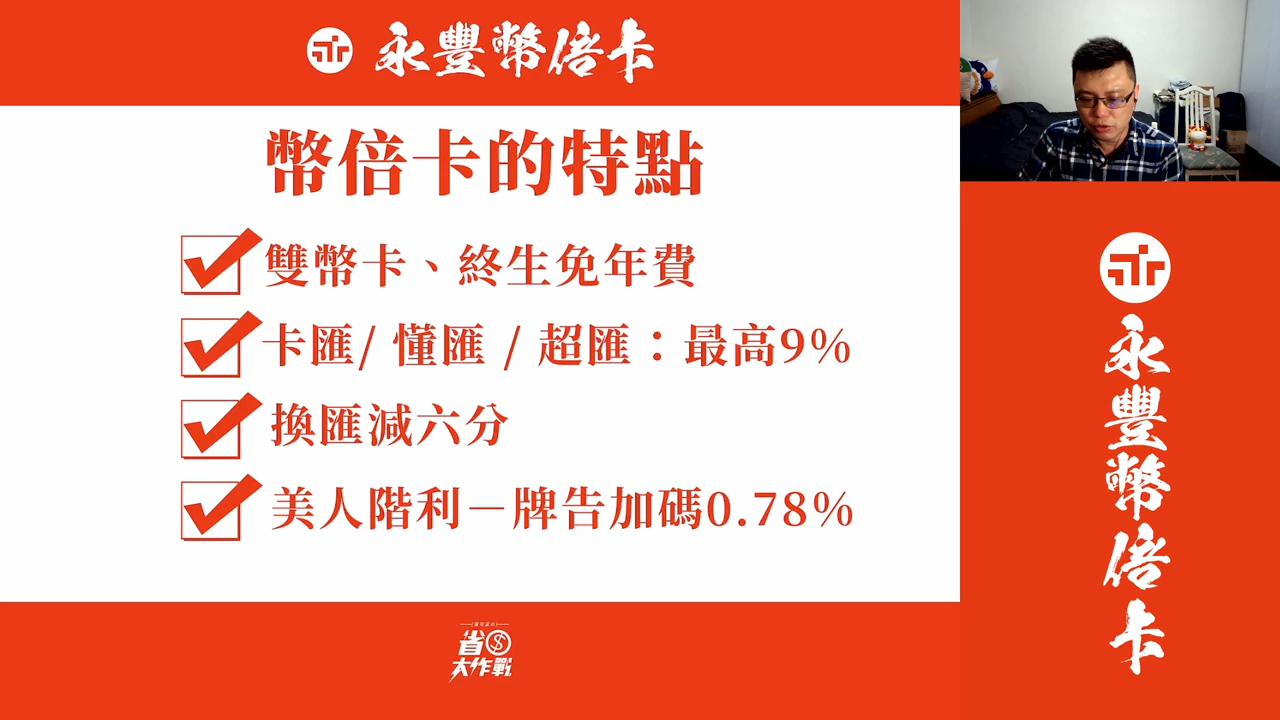 永豐幣倍卡
幣倍卡的特點
雙幣卡、終生免年費
卡匯/ 懂匯 / 超匯：最高9%
換匯減六分
美人階利－牌告加碼0.78%
省$
大作戰
永豐幣倍卡